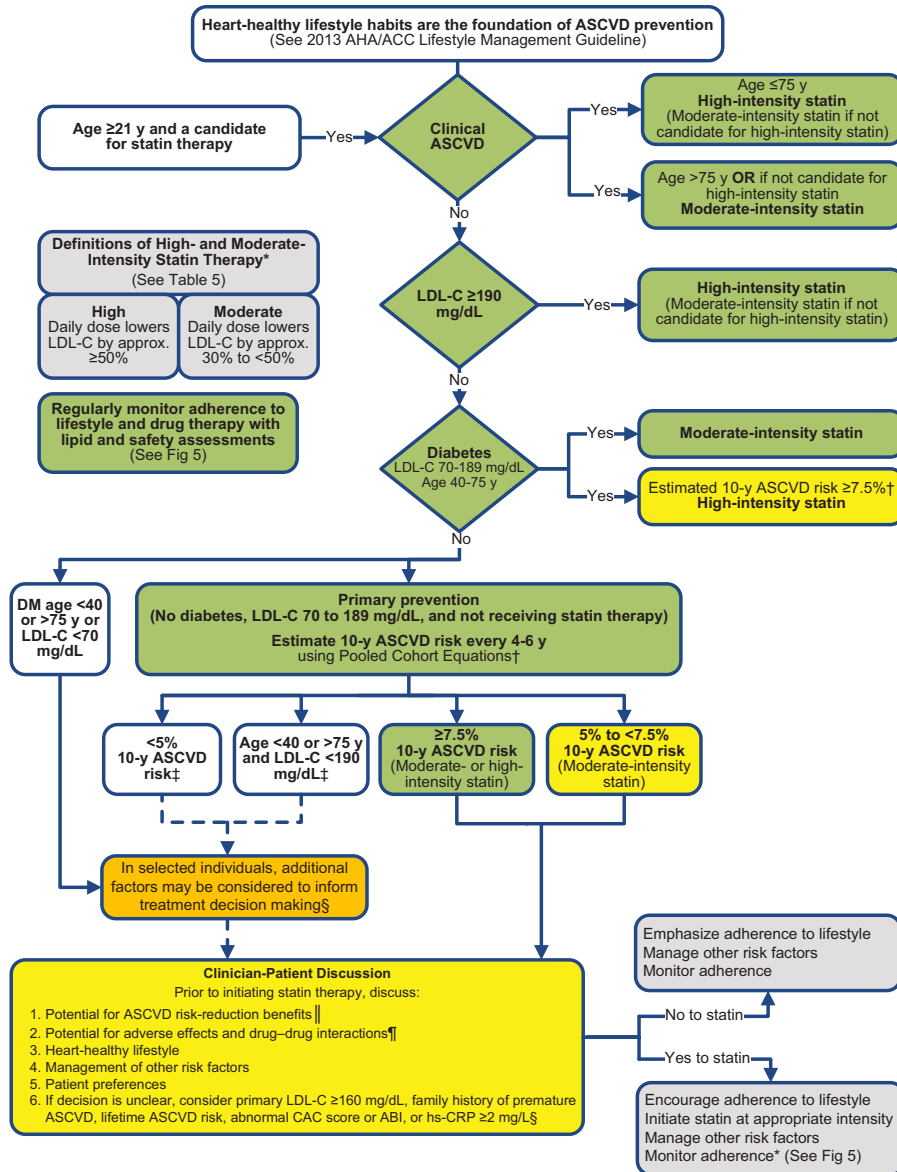 Heart-healthy lifestyle habits are the foundation of ASCVD prevention
(See 2013 AHA/ACC Lifestyle Management Guideline)
Age ≥21 y and a candidate
for statin therapy
Yes
Clinical
ASCVD
Yes
Age ≤75 y
High-intensity statin
(Moderate-intensity statin if not
candidate for high-intensity statin)
Yes
Age >75 y OR if not candidate for
high-intensity statin
Moderate-intensity statin
No
Definitions of High- and Moderate-
Intensity Statin Therapy*
(See Table 5)
High
Daily dose lowers
LDL-C by approx.
≥50%
Moderate
Daily dose lowers
LDL-C by approx.
30% to <50%
LDL-C ≥190
mg/dL
Yes
High-intensity statin
(Moderate-intensity statin if not
candidate for high-intensity statin)
No
Regularly monitor adherence to
lifestyle and drug therapy with
lipid and safety assessments
(See Fig 5)
Diabetes
LDL-C 70-189 mg/dL
Age 40-75 y
Yes
Moderate-intensity statin
Yes
Estimated 10-y ASCVD risk ≥7.5%†
High-intensity statin
No
DM age <40
or >75 y or
LDL-C <70
mg/dL
Primary prevention
(No diabetes, LDL-C 70 to 189 mg/dL, and not receiving statin therapy)
Estimate 10-y ASCVD risk every 4-6 y
using Pooled Cohort Equations†
<5%
10-y ASCVD
risk‡
Age <40 or >75 y
and LDL-C <190
mg/dL‡
≥7.5%
10-y ASCVD risk
(Moderate- or high-
intensity statin)
5% to <7.5%
10-y ASCVD risk
(Moderate-intensity
statin)
In selected individuals, additional
factors may be considered to inform
treatment decision making§
Clinician-Patient Discussion
Prior to initiating statin therapy, discuss:
1. Potential for ASCVD risk-reduction benefits‖
2. Potential for adverse effects and drug–drug interactions¶
3. Heart-healthy lifestyle
4. Management of other risk factors
5. Patient preferences
6. If decision is unclear, consider primary LDL-C ≥160 mg/dL, family history of premature
ASCVD, lifetime ASCVD risk, abnormal CAC score or ABI, or hs-CRP ≥2 mg/L§
Emphasize adherence to lifestyle
Manage other risk factors
Monitor adherence
No to statin
Yes to statin
Encourage adherence to lifestyle
Initiate statin at appropriate intensity
Manage other risk factors
Monitor adherence* (See Fig 5)